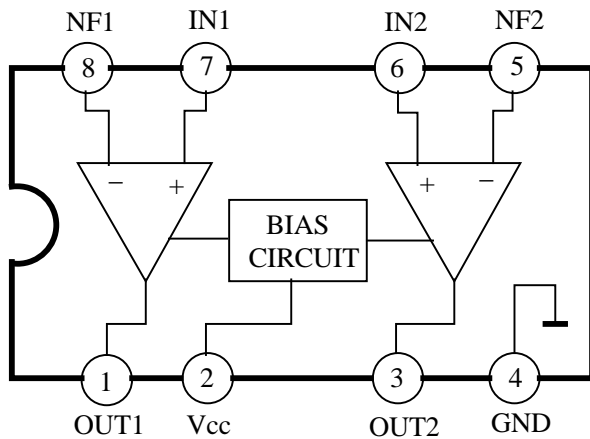 NF1 IN1 IN2 NF2
8 7 6 5
− + + −
BIAS
CIRCUIT
1 2 3 4
OUT1 Vcc OUT2 GND